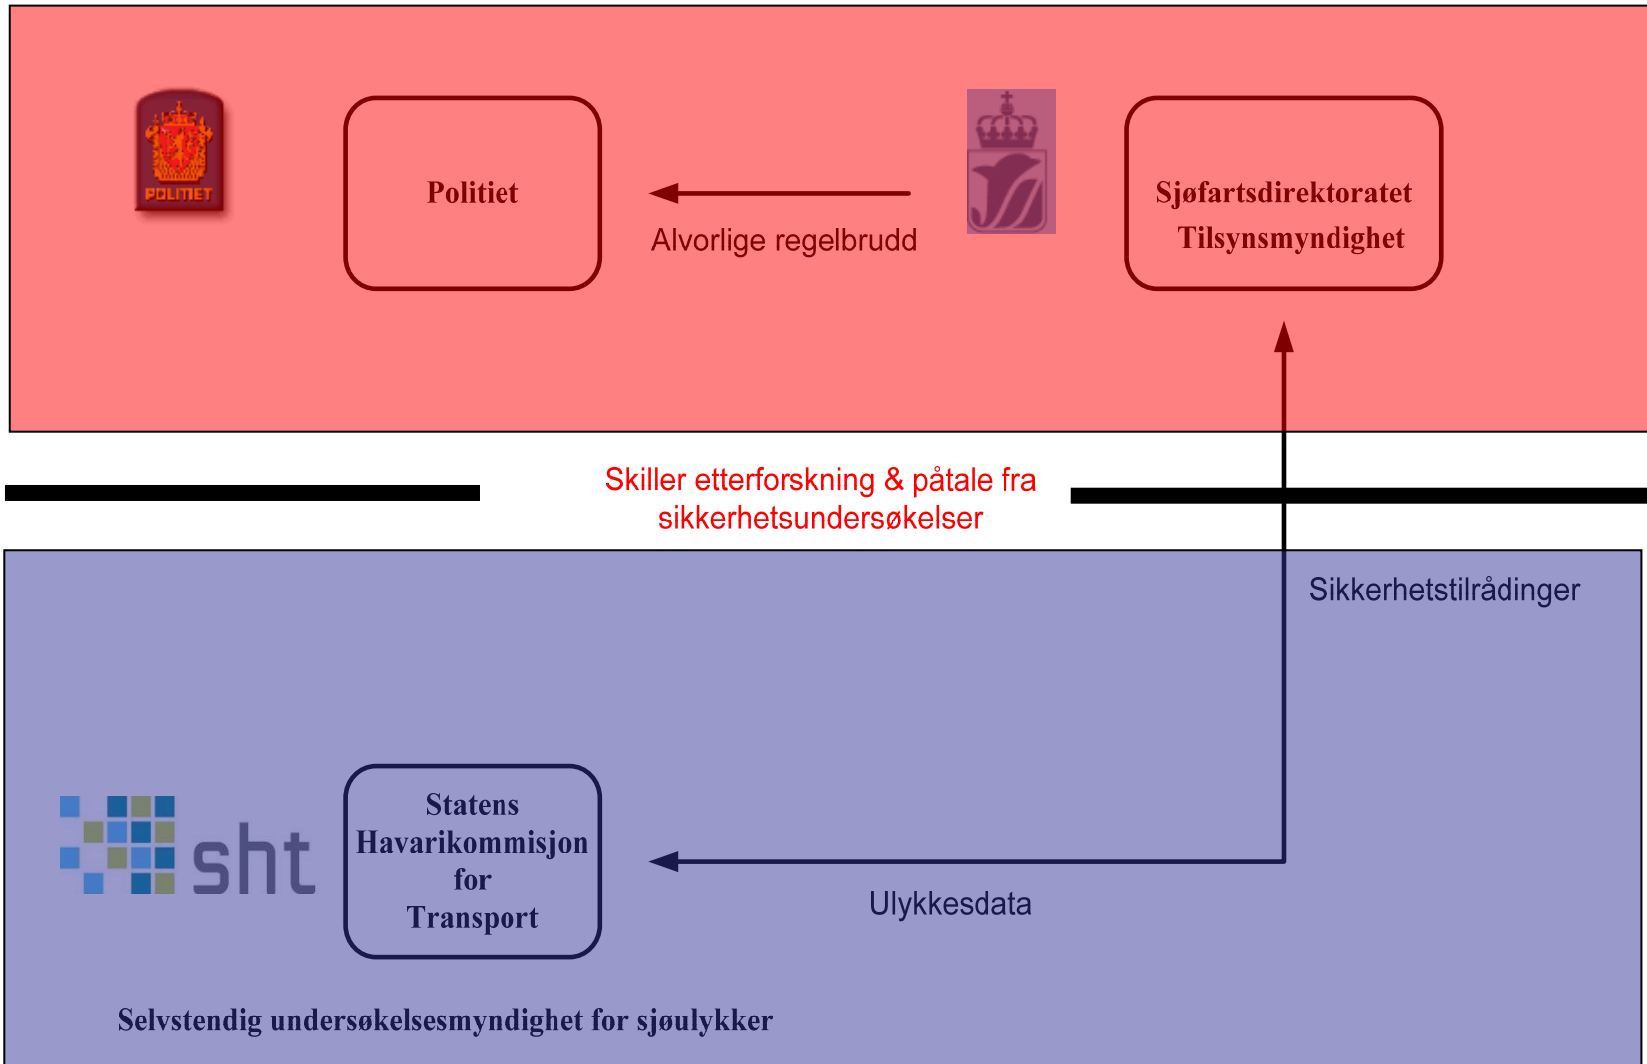 POLITIET
Politiet
Alvorlige regelbrudd
Sjøfartsdirektoratet
Tilsynsmyndighet
Skiller etterforskning & påtale fra
sikkerhetsundersøkelser
Sikkerhetstilrådinger
sht
Statens
Havarikommisjon
for
Transport
Ulykkesdata
Selvstendig undersøkelsesmyndighet for sjøulykker